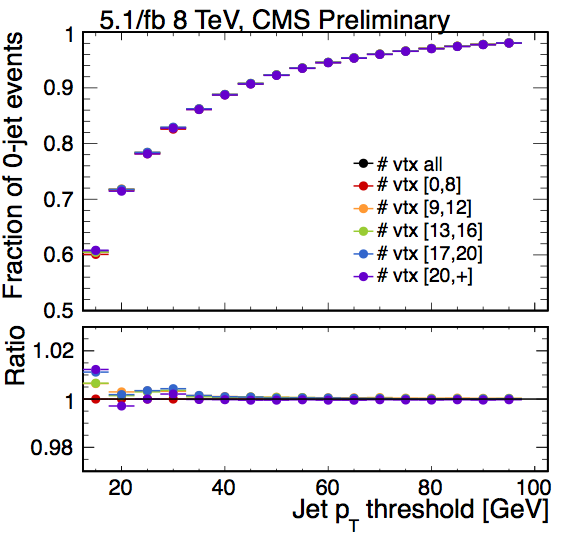 5.1/fb 8 TeV, CMS Preliminary
Fraction of 0-jet events
1
0.9
0.8
0.7
0.6
0.5
# vtx all
# vtx [0,8]
# vtx [9,12]
# vtx [13,16]
# vtx [17,20]
# vtx [20,+]
Ratio
1.02
1
0.98
20 40 60 80 100
Jet p_T threshold [GeV]